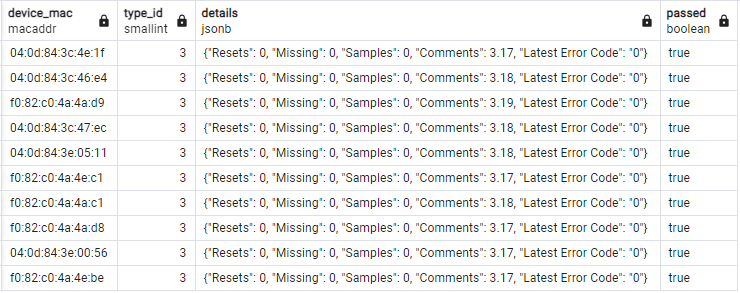 device_mac type_id details passed
macaddr smallint jsonb boolean
04:0d:84:3c:4e:1f 3 {"Resets": 0, "Missing": 0, "Samples": 0, "Comments": 3.17, "Latest Error Code": "0"} true
04:0d:84:3c:46:e4 3 {"Resets": 0, "Missing": 0, "Samples": 0, "Comments": 3.18, "Latest Error Code": "0"} true
f0:82:c0:4a:4a:d9 3 {"Resets": 0, "Missing": 0, "Samples": 0, "Comments": 3.19, "Latest Error Code": "0"} true
04:0d:84:3c:47:ec 3 {"Resets": 0, "Missing": 0, "Samples": 0, "Comments": 3.18, "Latest Error Code": "0"} true
04:0d:84:3e:05:11 3 {"Resets": 0, "Missing": 0, "Samples": 0, "Comments": 3.18, "Latest Error Code": "0"} true
f0:82:c0:4a:4e:c1 3 {"Resets": 0, "Missing": 0, "Samples": 0, "Comments": 3.17, "Latest Error Code": "0"} true
f0:82:c0:4a:4a:c1 3 {"Resets": 0, "Missing": 0, "Samples": 0, "Comments": 3.18, "Latest Error Code": "0"} true
f0:82:c0:4a:4a:d8 3 {"Resets": 0, "Missing": 0, "Samples": 0, "Comments": 3.17, "Latest Error Code": "0"} true
04:0d:84:3e:00:56 3 {"Resets": 0, "Missing": 0, "Samples": 0, "Comments": 3.17, "Latest Error Code": "0"} true
f0:82:c0:4a:4e:be 3 {"Resets": 0, "Missing": 0, "Samples": 0, "Comments": 3.17, "Latest Error Code": "0"} true